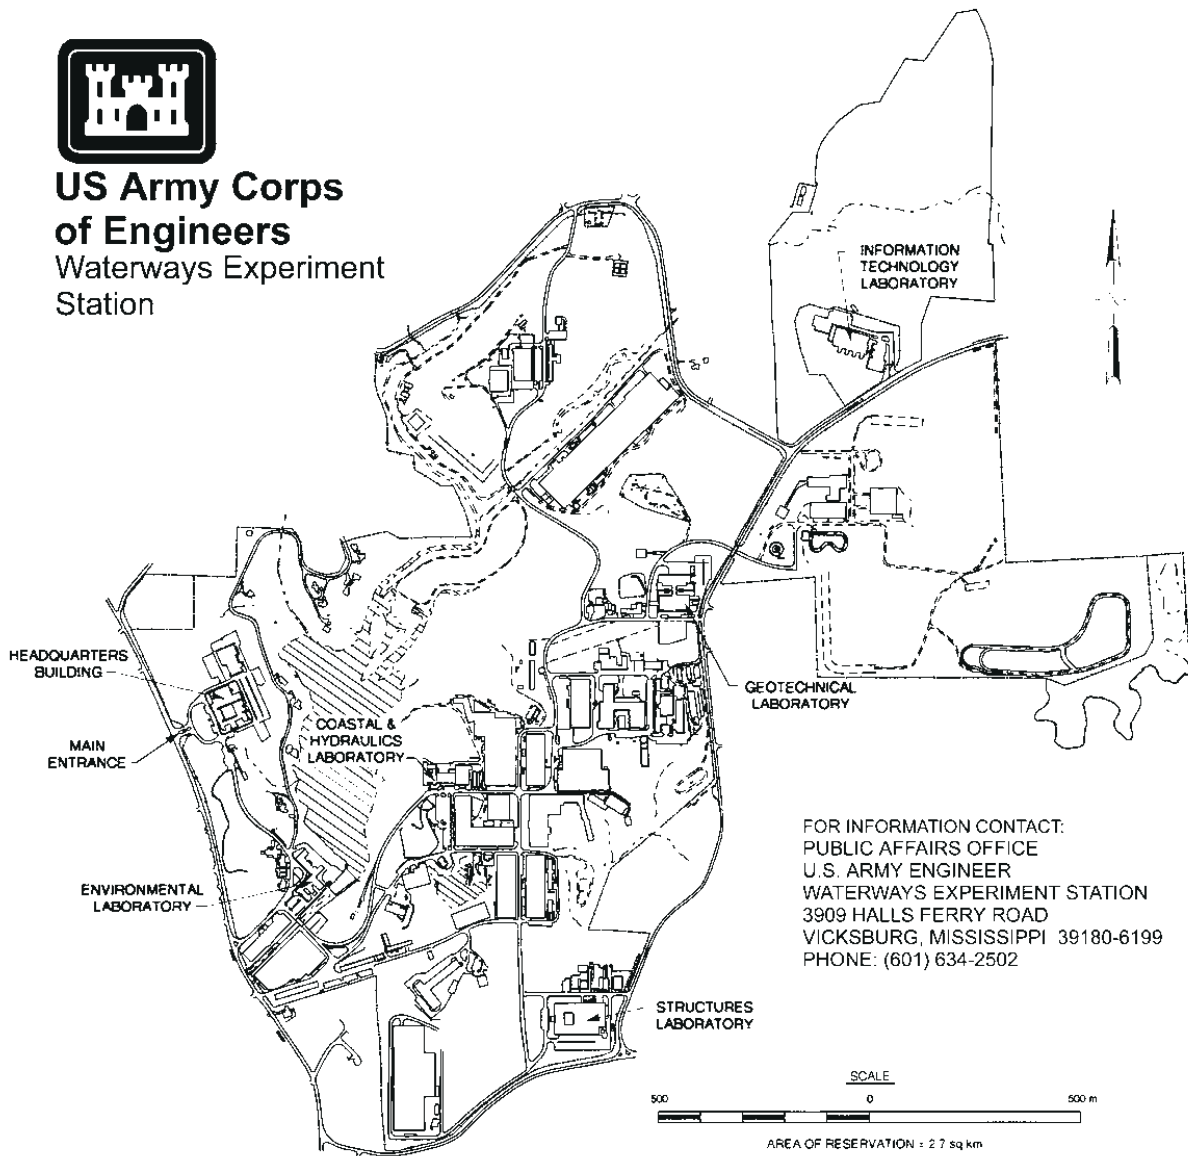 US Army Corps
of Engineers
Waterways Experiment
Station
INFORMATION
TECHNOLOGY
LABORATORY
HEADQUARTERS
BUILDING
MAIN
ENTRANCE
COASTAL &
HYDRAULICS
LABORATORY
GEOTECHNICAL
LABORATORY
ENVIRONMENTAL
LABORATORY
FOR INFORMATION CONTACT:
PUBLIC AFFAIRS OFFICE
U.S. ARMY ENGINEER
WATERWAYS EXPERIMENT STATION
3909 HALLS FERRY ROAD
VICKSBURG, MISSISSIPPI 39180-6199
PHONE: (601) 634-2502
STRUCTURES
LABORATORY
SCALE
500 0 500 m
AREA OF RESERVATION = 2.7 sq km